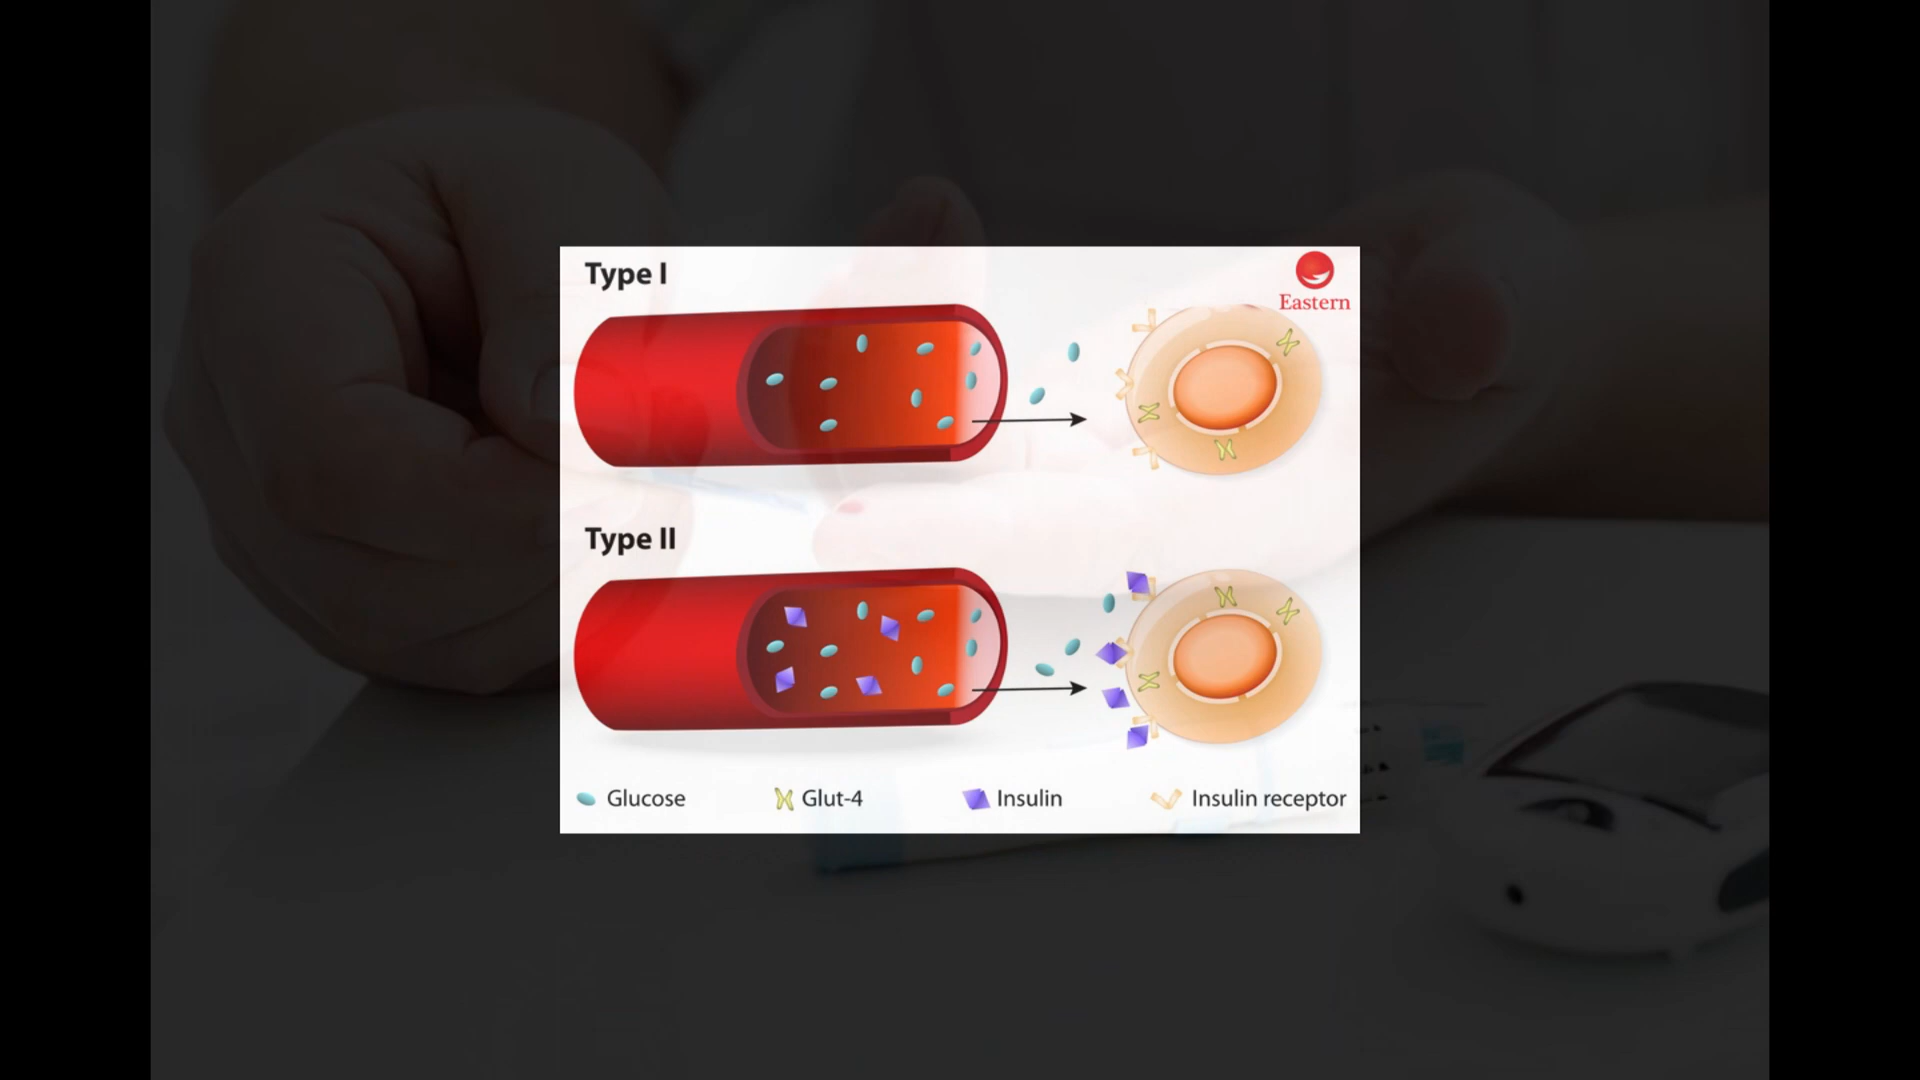 Type I
Eastern
Type II
Glucose
Glut-4
Insulin
Insulin receptor